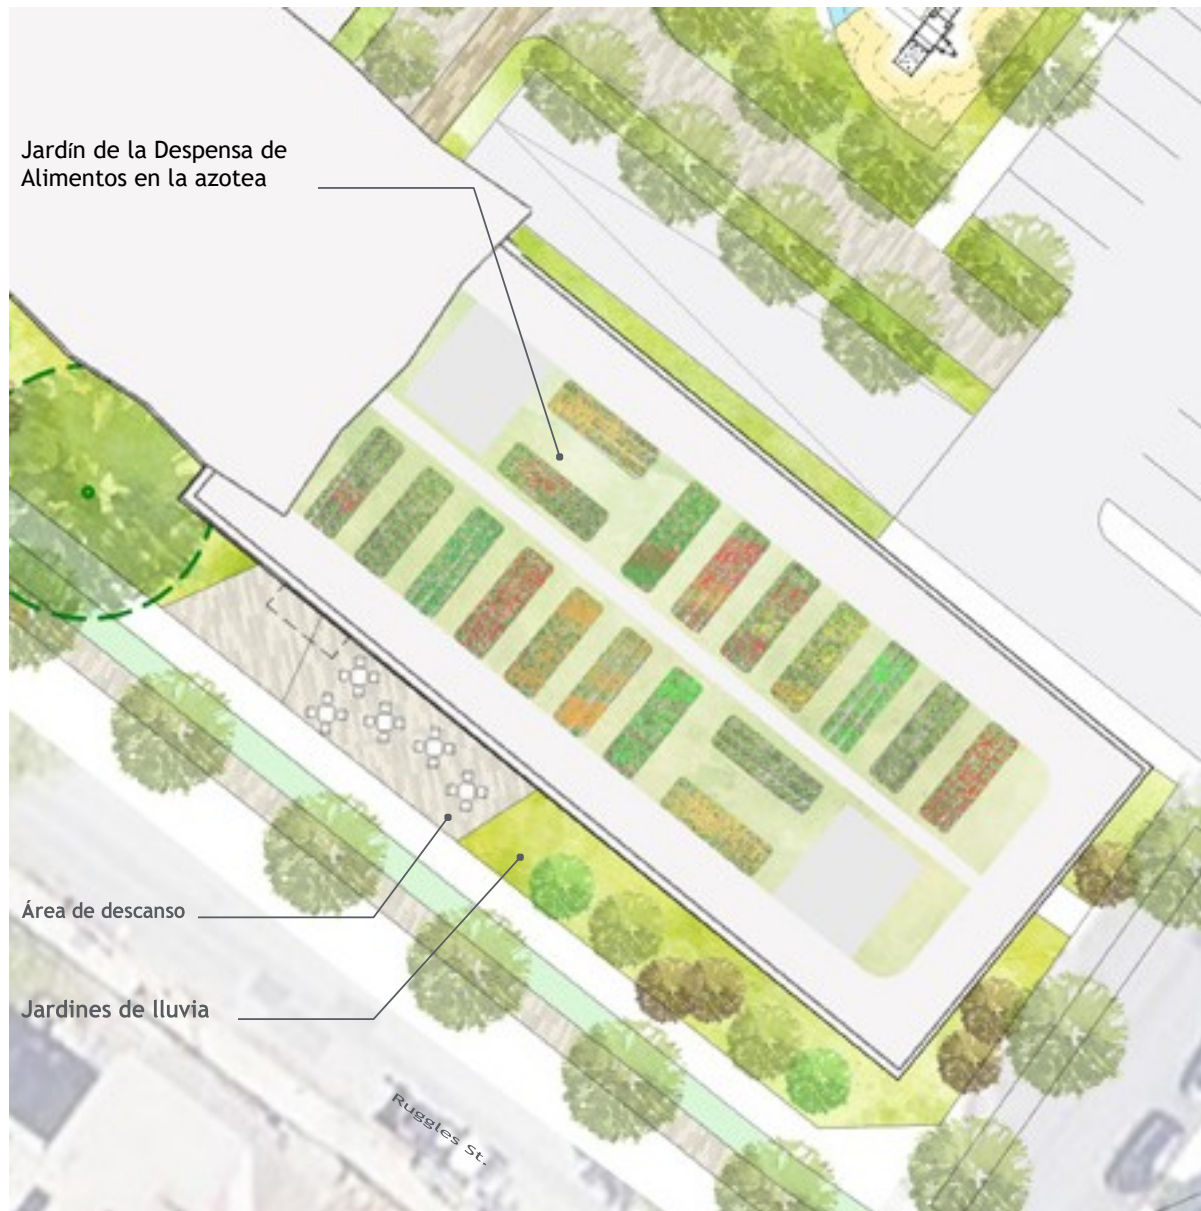 Jardín de la Despensa de
Alimentos en la azotea
Área de descanso
Jardines de lluvia
Ruggles St.